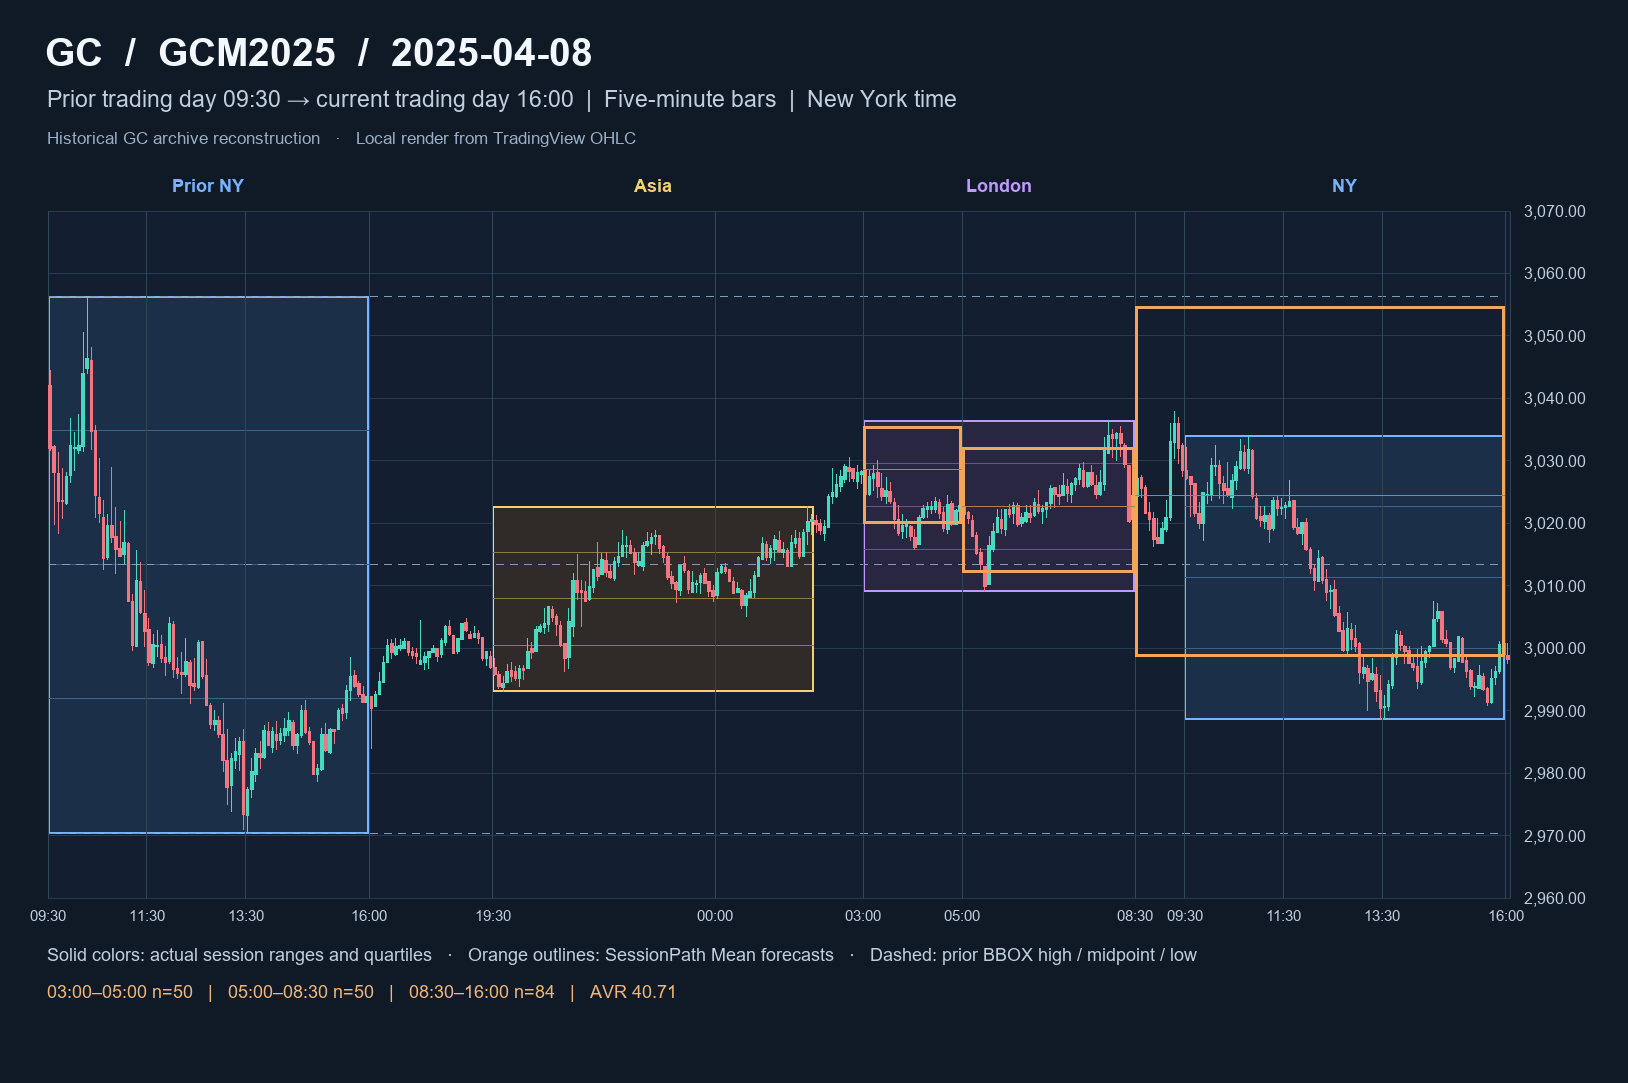 GC / GCM2025 / 2025-04-08
Prior trading day 09:30 → current trading day 16:00 | Five-minute bars | New York time
Historical GC archive reconstruction · Local render from TradingView OHLC
Prior NY Asia London NY
3,070.00
3,060.00
3,050.00
3,040.00
3,030.00
3,020.00
3,010.00
3,000.00
2,990.00
2,980.00
2,970.00
2,960.00
09:30 11:30 13:30 16:00 19:30 00:00 03:00 05:00 08:30 09:30 11:30 13:30 16:00
Solid colors: actual session ranges and quartiles · Orange outlines: SessionPath Mean forecasts · Dashed: prior BBOX high / midpoint / low
03:00–05:00 n=50 | 05:00–08:30 n=50 | 08:30–16:00 n=84 | AVR 40.71